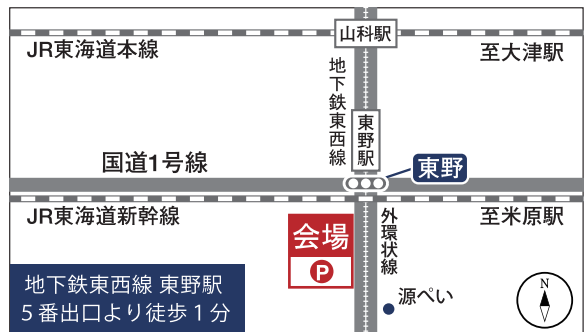 山科駅
JR東海道本線
至大津駅
地下鉄東西線
東野駅
国道1号線
東野
JR東海道新幹線
会場
P
外環状線
至米原駅
源ぺい
地下鉄東西線 東野駅
5番出口より徒歩1分
N